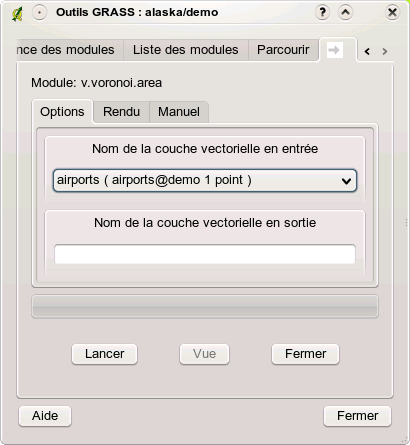 Outils GRASS : alaska/demo
nce des modules Liste des modules Parcourir
Module: v.voronoi.area
Options Rendu Manuel
Nom de la couche vectorielle en entrée
airports ( airports@demo 1 point )
Nom de la couche vectorielle en sortie
Lancer Vue Fermer
Aide Fermer